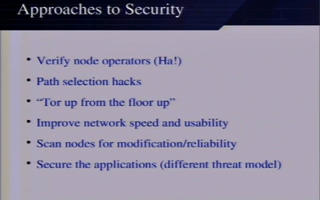 Approaches to Security
• Verify node operators (Ha!)
• Path selection hacks
• “Tor up from the floor up”
• Improve network speed and usability
• Scan nodes for modification/reliability
• Secure the applications (different threat model)